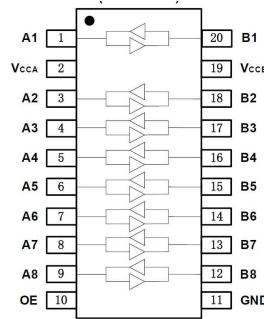 A1 1 20 B1
VCCA 2 19 VCCB
A2 3 18 B2
A3 4 17 B3
A4 5 16 B4
A5 6 15 B5
A6 7 14 B6
A7 8 13 B7
A8 9 12 B8
OE 10 11 GND